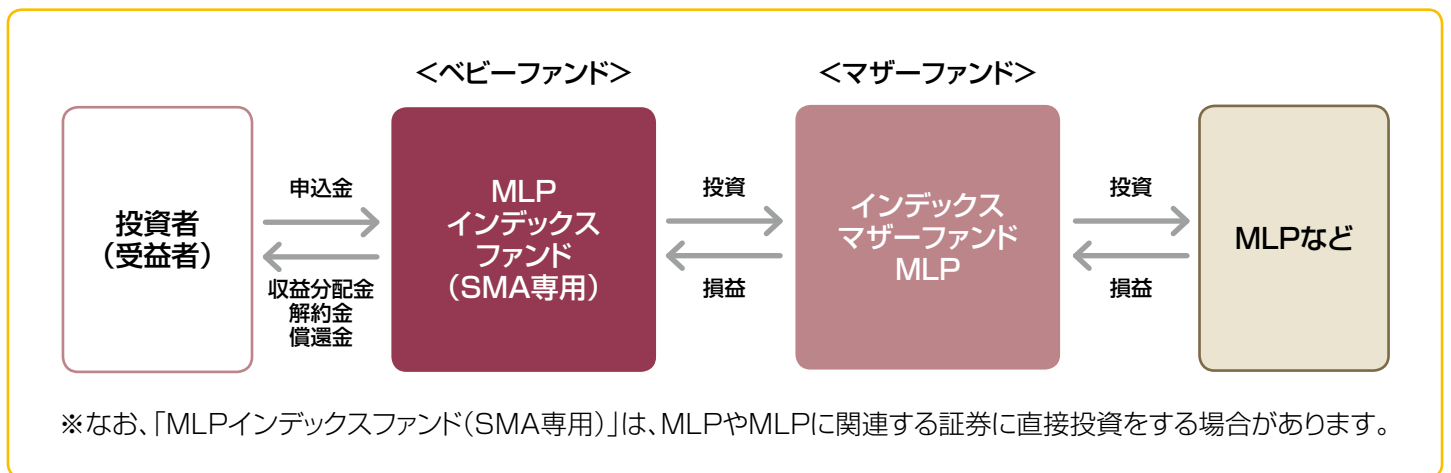 ＜ベビーファンド＞
＜マザーファンド＞
投資者
（受益者）
申込金
収益分配金
解約金
償還金
MLP
インデックス
ファンド
（SMA専用）
投資
損益
インデックス
マザーファンド
MLP
投資
損益
MLPなど
※なお、「MLPインデックスファンド（SMA専用）」は、MLPやMLPに関連する証券に直接投資をする場合があります。